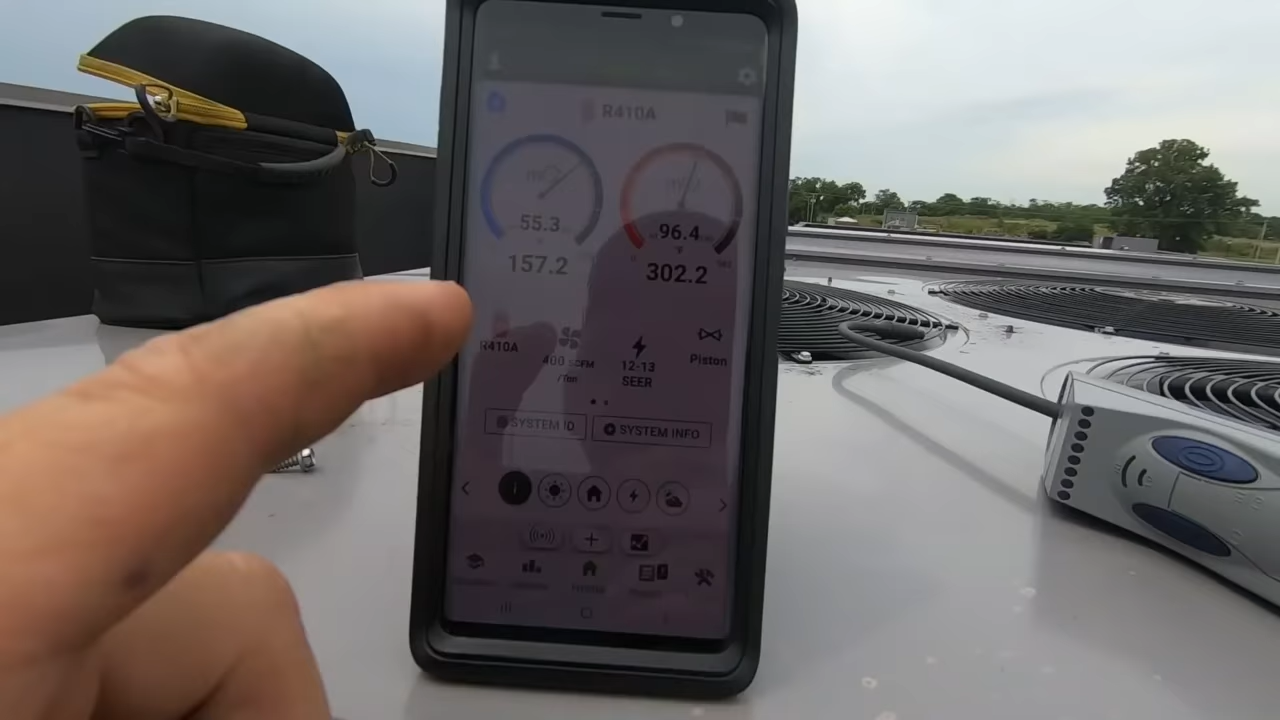 R410A
55.3
96.4
°F
157.2
302.2
R410A
400 SCFM
/Ton
12-13
SEER
Piston
SYSTEM ID
SYSTEM INFO